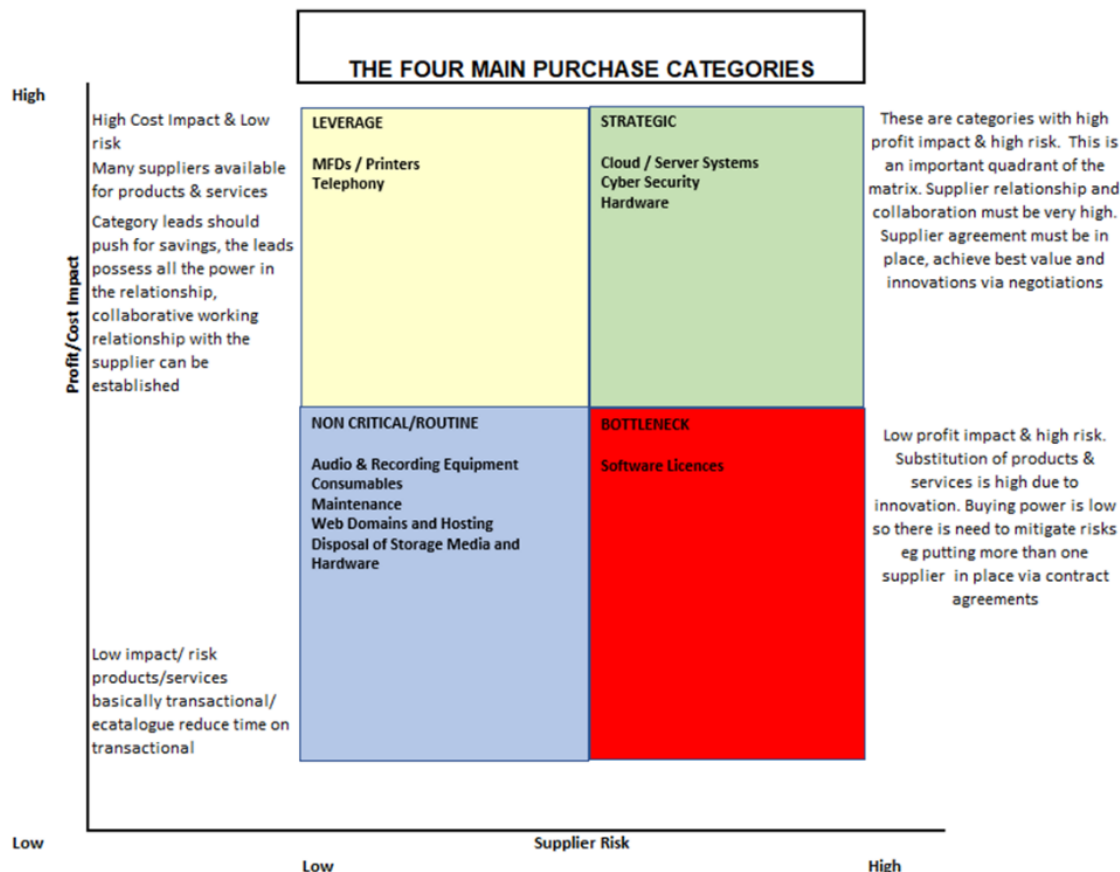 THE FOUR MAIN PURCHASE CATEGORIES
High
Profit/Cost Impact
High Cost Impact & Low
risk
Many suppliers available
for products & services
Category leads should
push for savings, the leads
possess all the power in
the relationship,
collaborative working
relationship with the
supplier can be
established
LEVERAGE
MFDs / Printers
Telephony
STRATEGIC
Cloud / Server Systems
Cyber Security
Hardware
These are categories with high
profit impact & high risk. This is
an important quadrant of the
matrix. Supplier relationship and
collaboration must be very high.
Supplier agreement must be in
place, achieve best value and
innovations via negotiations
NON CRITICAL/ROUTINE
Audio & Recording Equipment
Consumables
Maintenance
Web Domains and Hosting
Disposal of Storage Media and
Hardware
BOTTLENECK
Software Licences
Low profit impact & high risk.
Substitution of products &
services is high due to
innovation. Buying power is low
so there is need to mitigate risks
eg putting more than one
supplier in place via contract
agreements
Low impact/ risk
products/services
basically transactional/
ecatalogue reduce time on
transactional
Low
Supplier Risk
Low
High